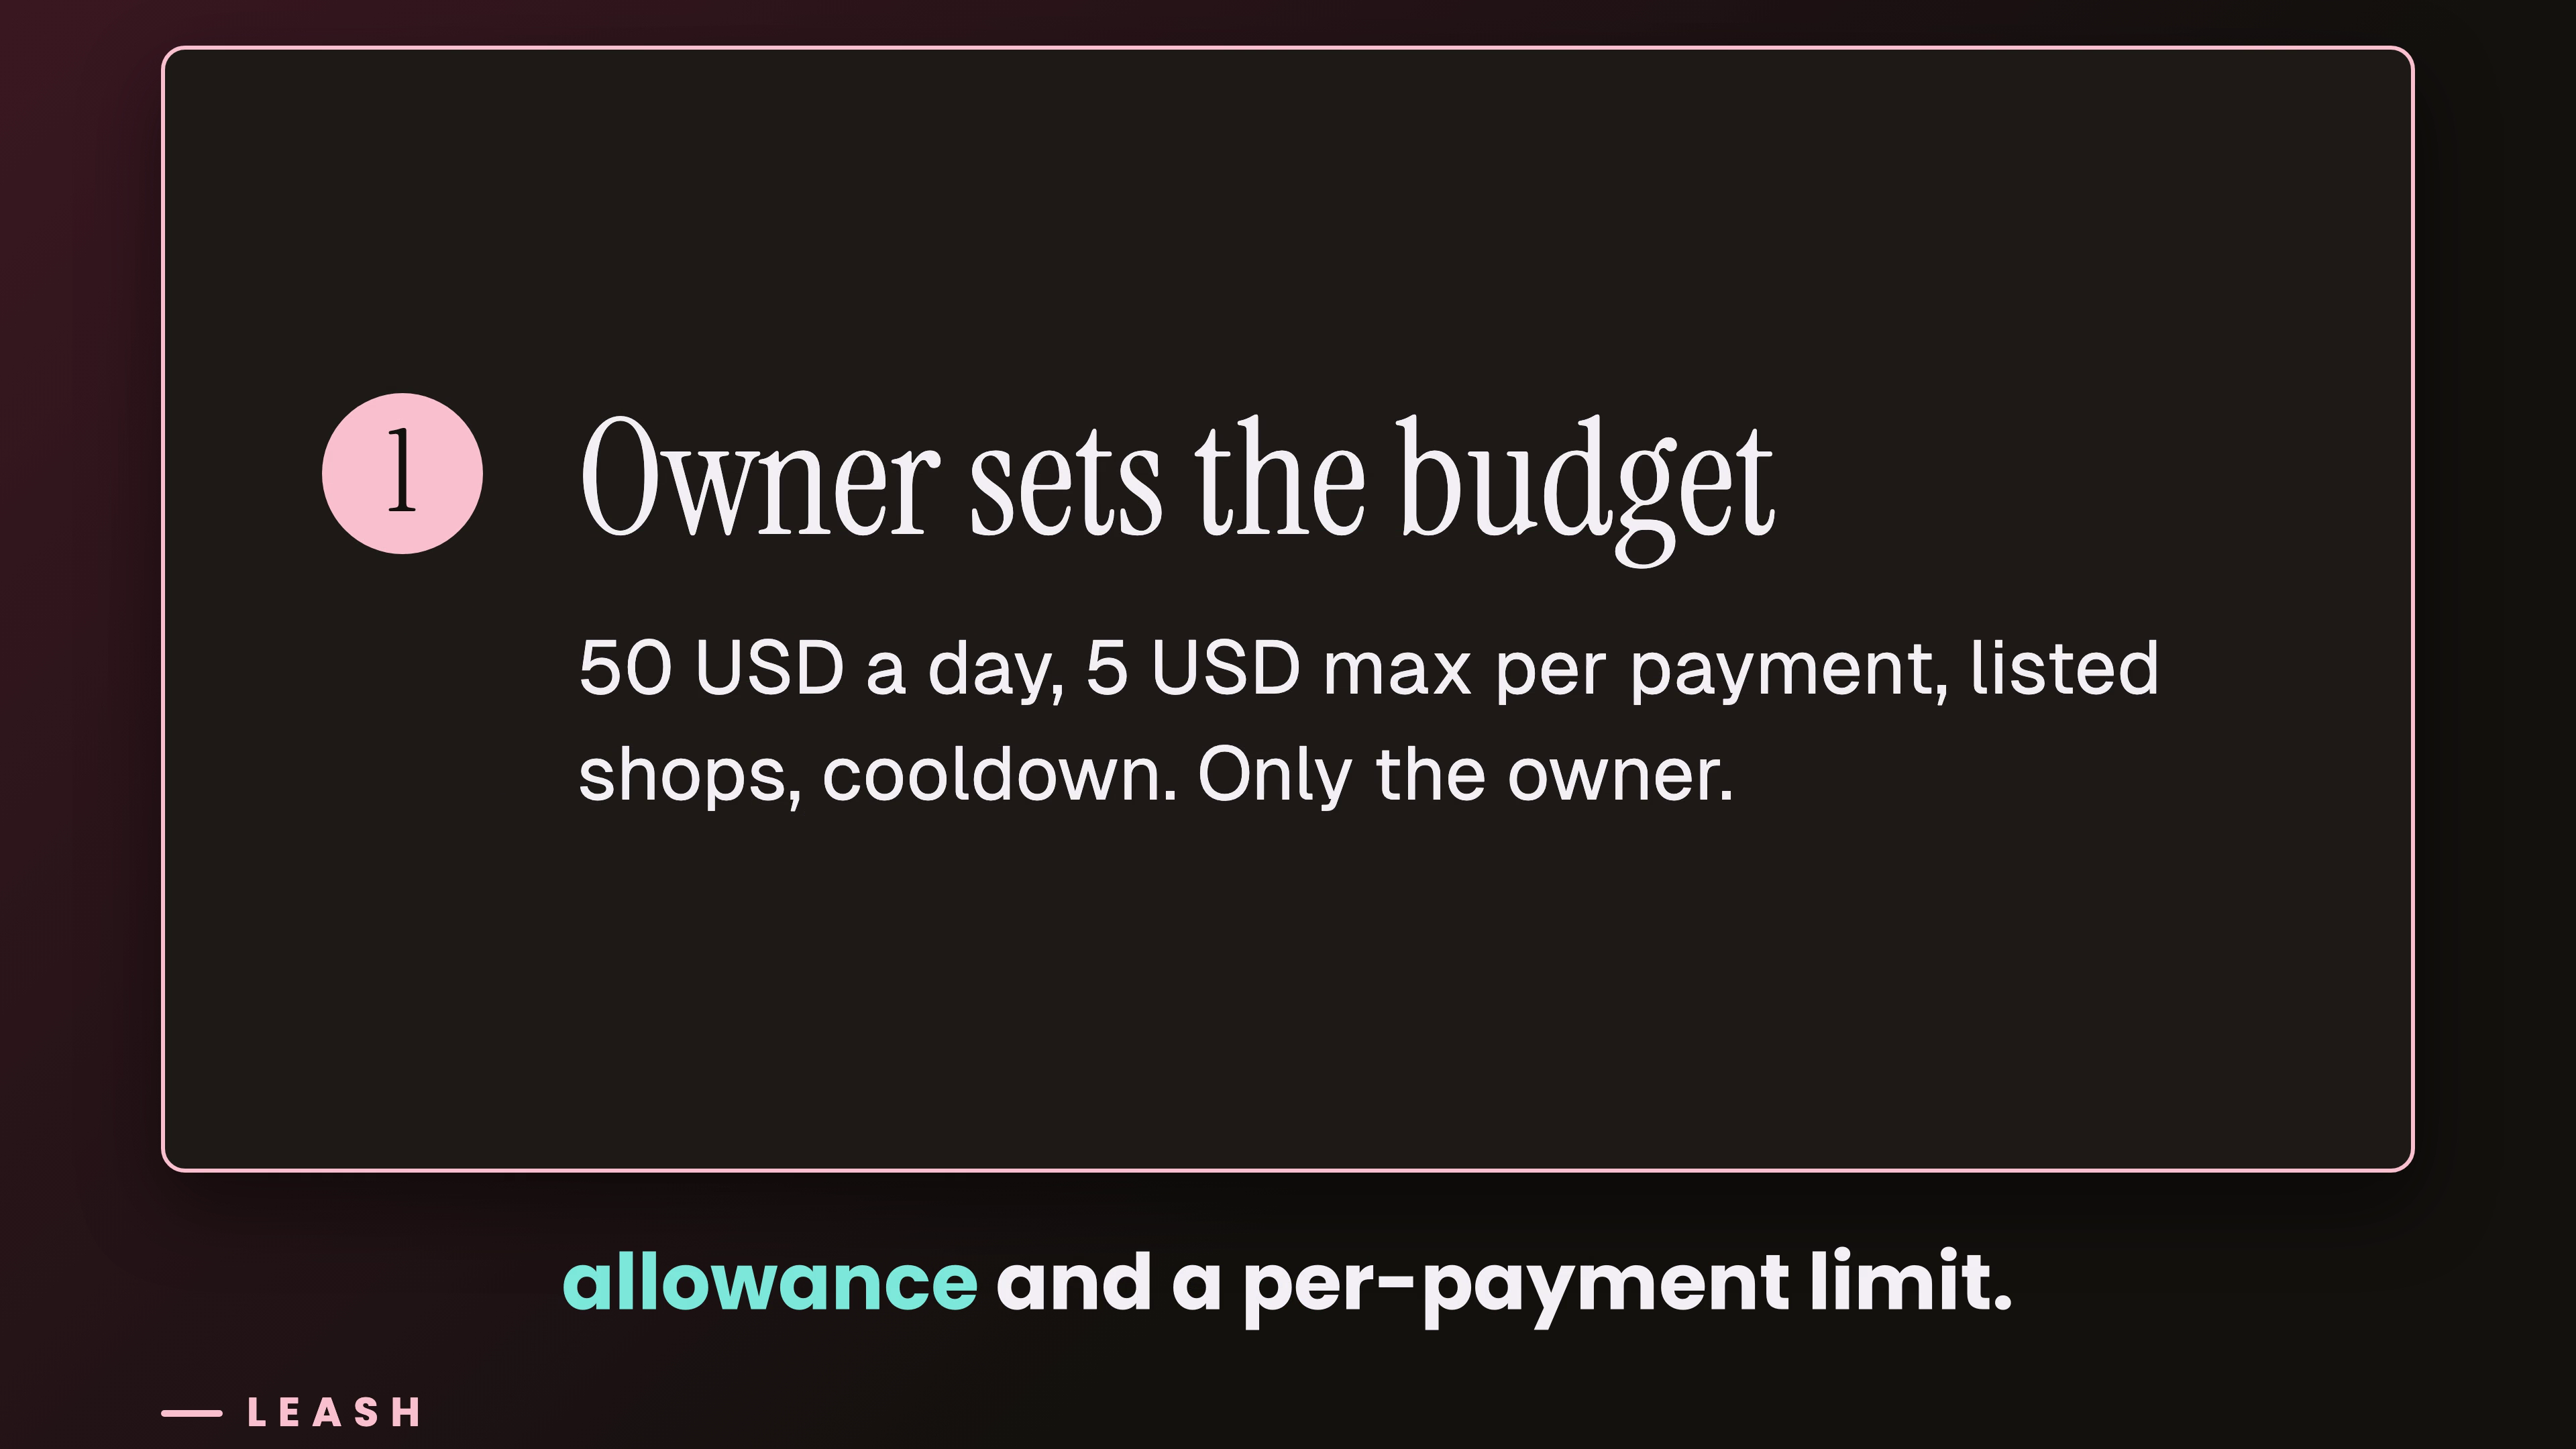 1
Owner sets the budget
50 USD a day, 5 USD max per payment, listed
shops, cooldown. Only the owner.
allowance and a per-payment limit.
LEASH